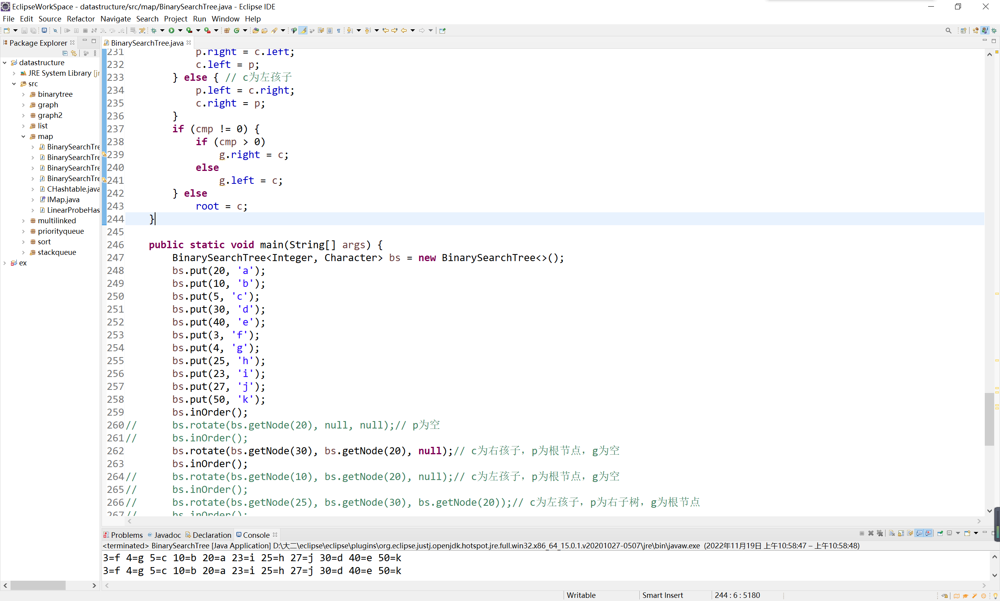 EclipseWorkSpace - datastructure/src/map/BinarySearchTree.java - Eclipse IDE
File Edit Source Refactor Navigate Search Project Run Window Help
Package Explorer
datastructure
JRE System Library [jr
src
binarytree
graph
graph2
list
map
BinarySearchTre
BinarySearchTre
BinarySearchTre
BinarySearchTre
CHashtable.java
IMap.java
LinearProbeHas
multilinked
priorityqueue
sort
stackqueue
ex
BinarySearchTree.java
231 p.right = c.left;
232 c.left = p;
233 } else { // c为左孩子
234 p.left = c.right;
235 c.right = p;
236 }
237 if (cmp != 0) {
238 if (cmp > 0)
239 g.right = c;
240 else
241 g.left = c;
242 } else
243 root = c;
244 }
245
246 public static void main(String[] args) {
247 BinarySearchTree<Integer, Character> bs = new BinarySearchTree<>();
248 bs.put(20, 'a');
249 bs.put(10, 'b');
250 bs.put(5, 'c');
251 bs.put(30, 'd');
252 bs.put(40, 'e');
253 bs.put(3, 'f');
254 bs.put(4, 'g');
255 bs.put(25, 'h');
256 bs.put(23, 'i');
257 bs.put(27, 'j');
258 bs.put(50, 'k');
259 bs.inOrder();
260// bs.rotate(bs.getNode(20), null, null);// p为空
261// bs.inOrder();
262 bs.rotate(bs.getNode(30), bs.getNode(20), null);// c为右孩子，p为根节点，g为空
263 bs.inOrder();
264// bs.rotate(bs.getNode(10), bs.getNode(20), null);// c为左孩子，p为根节点，g为空
265// bs.inOrder();
266// bs.rotate(bs.getNode(25), bs.getNode(30), bs.getNode(20));// c为左孩子，p为右子树，g为根节点
267// bs.inOrder();
Problems Javadoc Declaration Console
<terminated> BinarySearchTree [Java Application] D:\大二\eclipse\eclipse\plugins\org.eclipse.justj.openjdk.hotspot.jre.full.win32.x86_64_15.0.1.v20201027-0507\jre\bin\javaw.exe (2022年11月19日 上午10:58:47 – 上午10:58:48)
3=f 4=g 5=c 10=b 20=a 23=i 25=h 27=j 30=d 40=e 50=k
3=f 4=g 5=c 10=b 20=a 23=i 25=h 27=j 30=d 40=e 50=k
Writable Smart Insert 244 : 6 : 5180